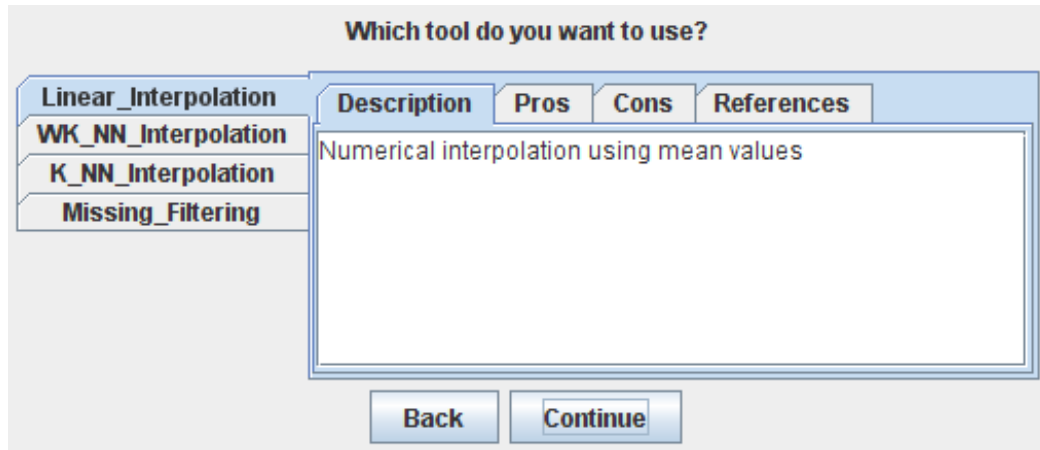 Which tool do you want to use?
Linear_Interpolation
WK_NN_Interpolation
K_NN_Interpolation
Missing_Filtering
Description Pros Cons References
Numerical interpolation using mean values
Back Continue